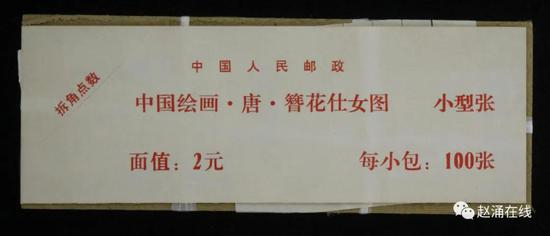 中国人民邮政
拆角点数
中国绘画·唐·簪花仕女图 小型张
面值：2元 每小包：100张
赵涌在线